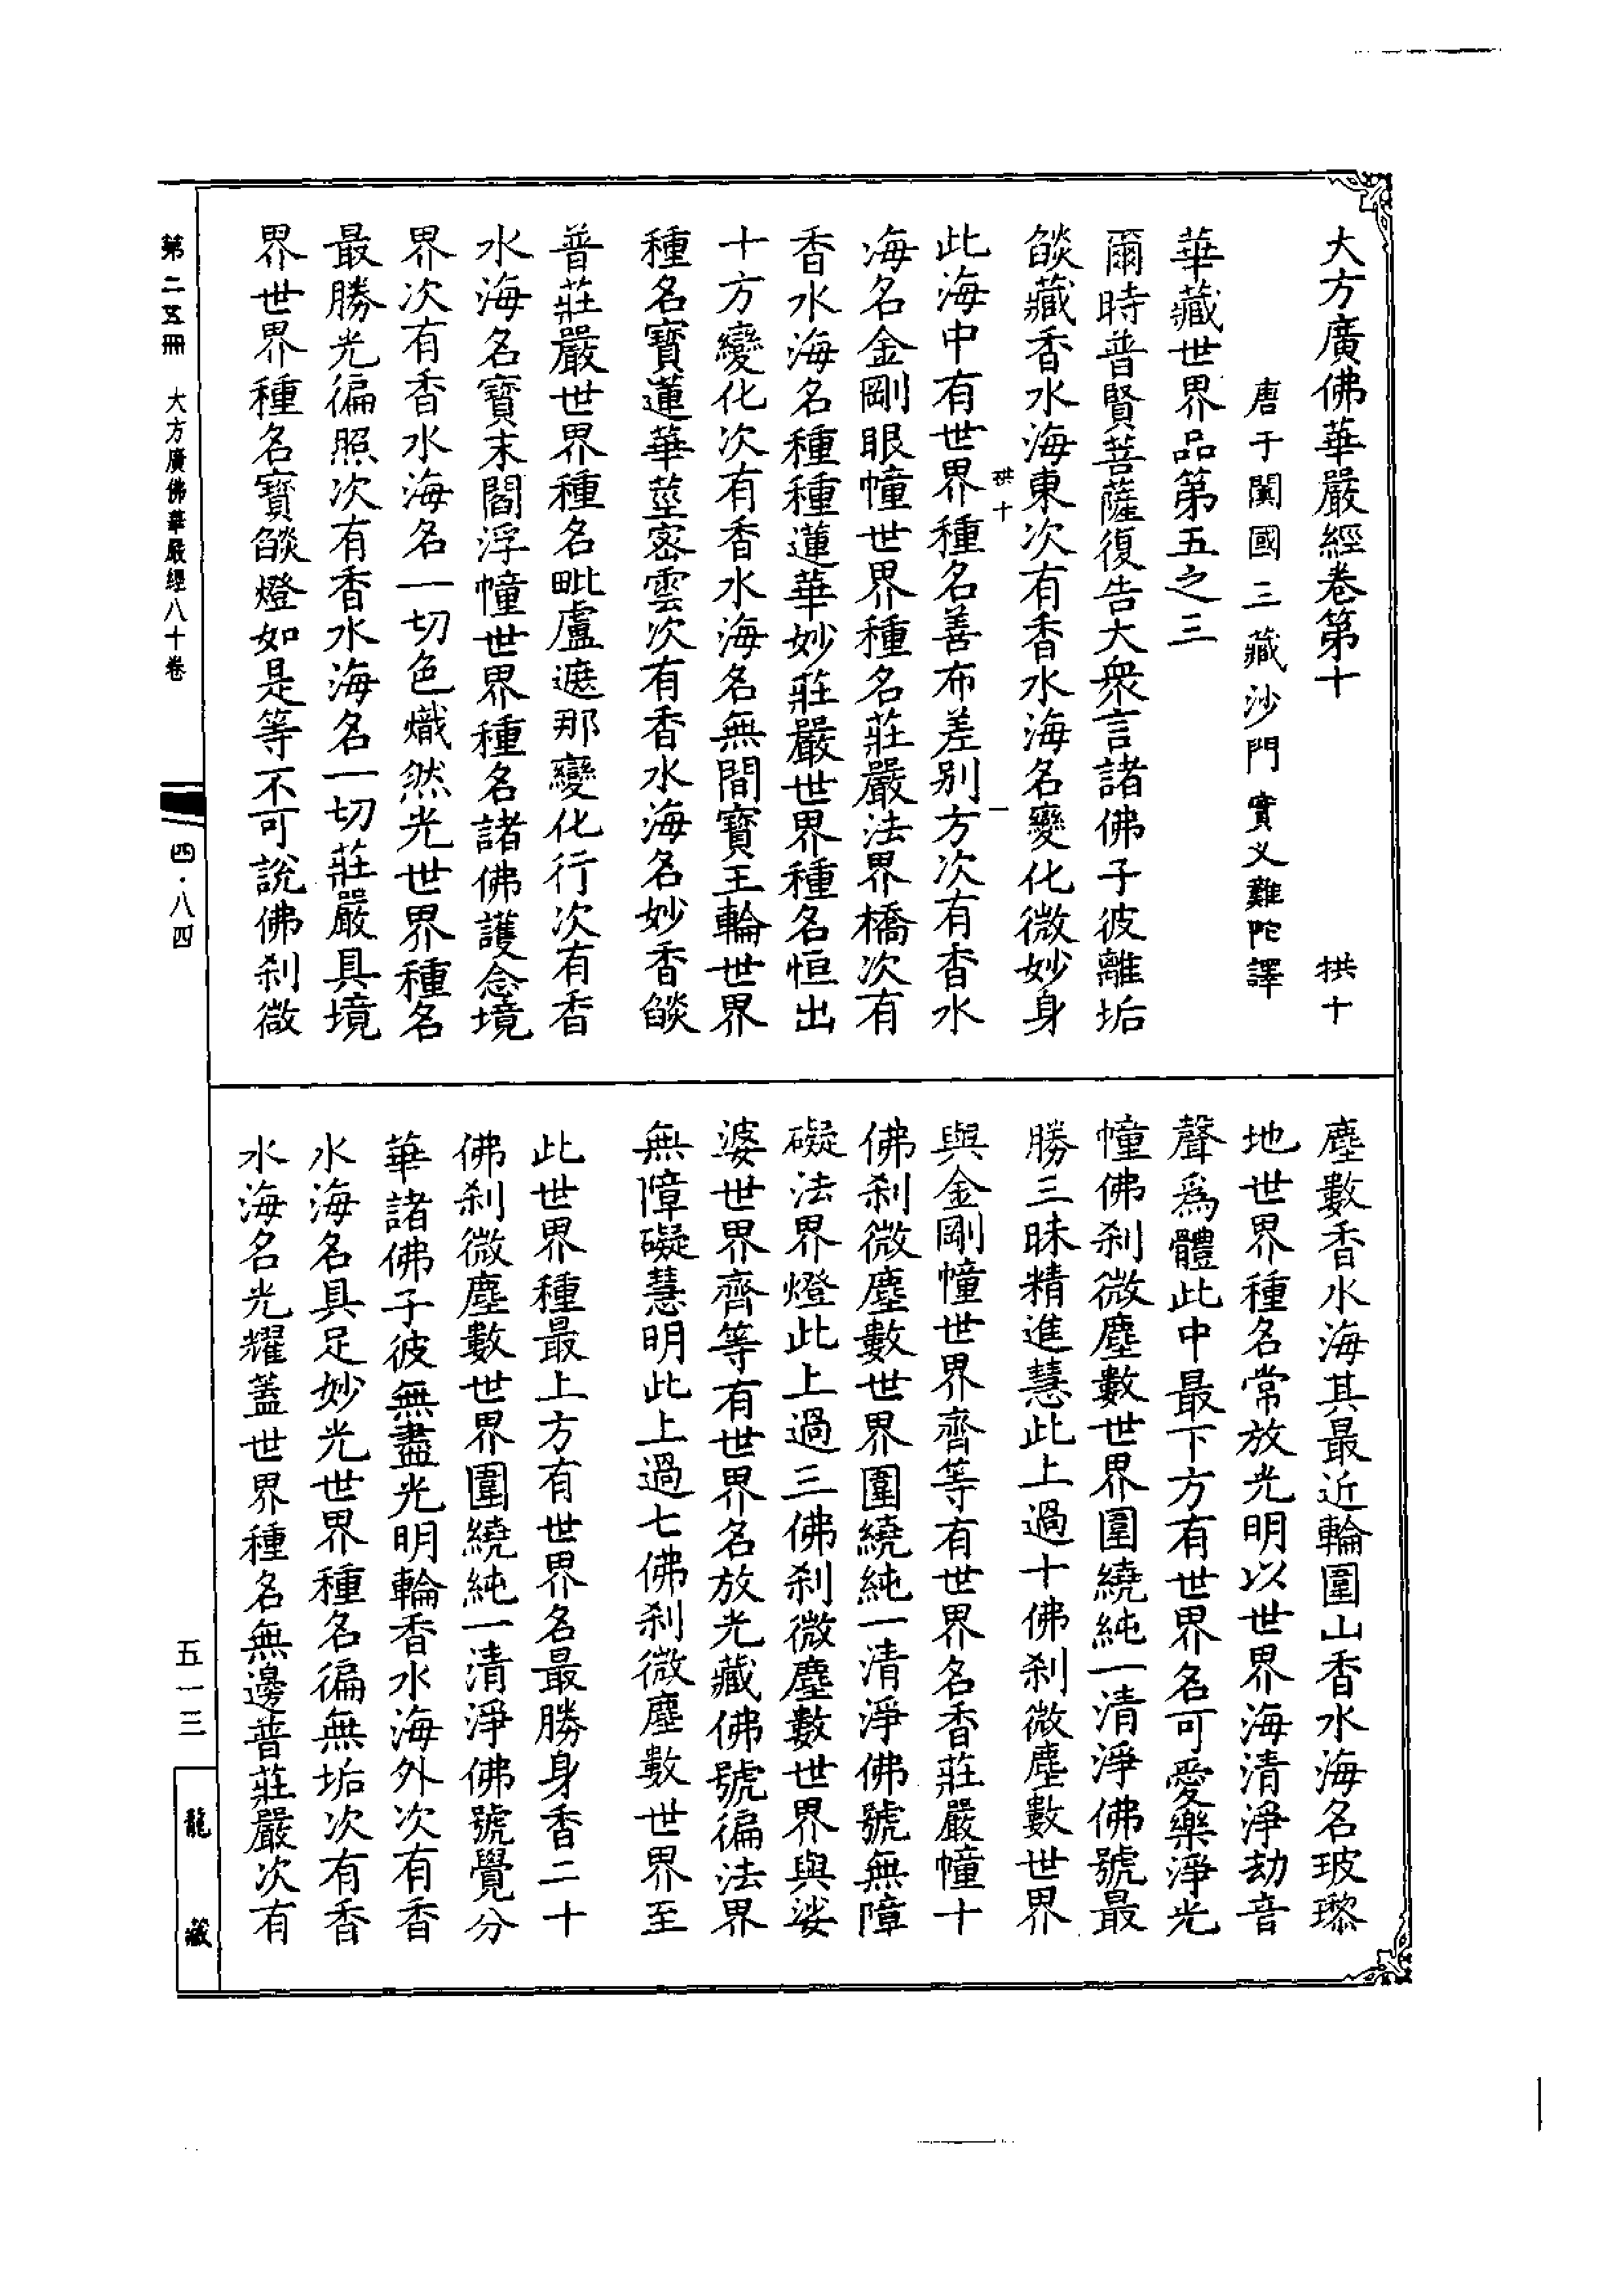 大方廣佛華嚴經卷第十　拱十
唐于闐國三藏沙門實叉難陀譯
華藏世界品第五之三
爾時普賢菩薩復告大衆言諸佛子彼離垢
燄藏香水海東次有香水海名變化微妙身
拱十　一
此海中有世界種名善布差别方次有香水
海名金剛眼幢世界種名莊嚴法界橋次有
香水海名種種蓮華妙莊嚴世界種名恒出
十方變化次有香水海名無間寶王輪世界
種名寶蓮華莖密雲次有香水海名妙香燄
普莊嚴世界種名毗盧遮那變化行次有香
水海名寶末閻浮幢世界種名諸佛護念境
界次有香水海名一切色熾然光世界種名
最勝光徧照次有香水海名一切莊嚴具境
界世界種名寶燄燈如是等不可說佛刹微
塵數香水海其最近輪圍山香水海名玻瓈
地世界種名常放光明以世界海清淨劫音
聲爲體此中最下方有世界名可愛樂淨光
幢佛刹微塵數世界圍繞純一清淨佛號最
勝三昧精進慧此上過十佛刹微塵數世界
與金剛幢世界齊等有世界名香莊嚴幢十
佛刹微塵數世界圍繞純一清淨佛號無障
礙法界燈此上過三佛刹微塵數世界與娑
婆世界齊等有世界名放光藏佛號徧法界
無障礙慧明此上過七佛刹微塵數世界至
此世界種最上方有世界名最勝身香二十
佛刹微塵數世界圍繞純一清淨佛號覺分
華諸佛子彼無盡光明輪香水海外次有香
水海名具足妙光世界種名徧無垢次有香
水海名光耀蓋世界種名無邊普莊嚴次有
第二五冊　大方廣佛華嚴經八十卷　四·八四
五一三
龍藏